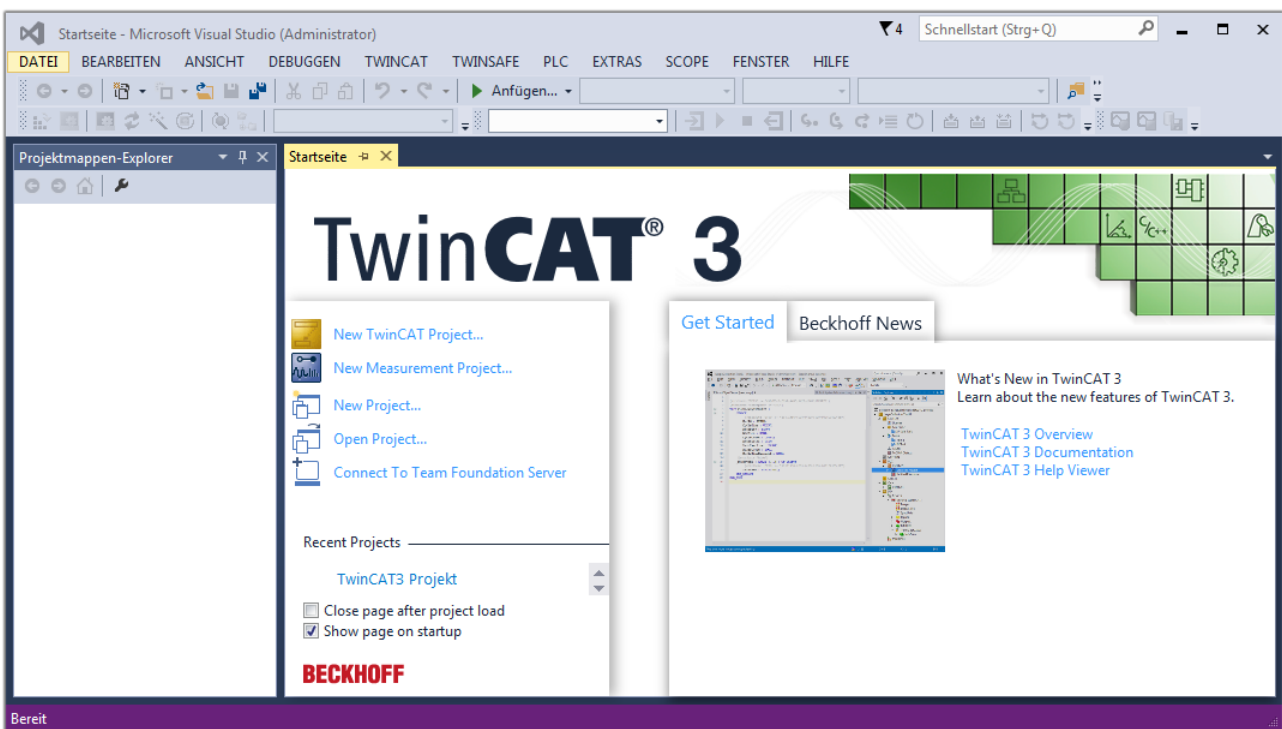 Startseite - Microsoft Visual Studio (Administrator)
4
Schnellstart (Strg+Q)
DATEI BEARBEITEN ANSICHT DEBUGGEN TWINCAT TWINSAFE PLC EXTRAS SCOPE FENSTER HILFE
Anfügen...
Projektmappen-Explorer
Startseite
TwinCAT® 3
C/C++
New TwinCAT Project...
New Measurement Project...
New Project...
Open Project...
Connect To Team Foundation Server
Recent Projects
TwinCAT3 Projekt
Close page after project load
Show page on startup
BECKHOFF
Get Started
Beckhoff News
What's New in TwinCAT 3
Learn about the new features of TwinCAT 3.
TwinCAT 3 Overview
TwinCAT 3 Documentation
TwinCAT 3 Help Viewer
Bereit